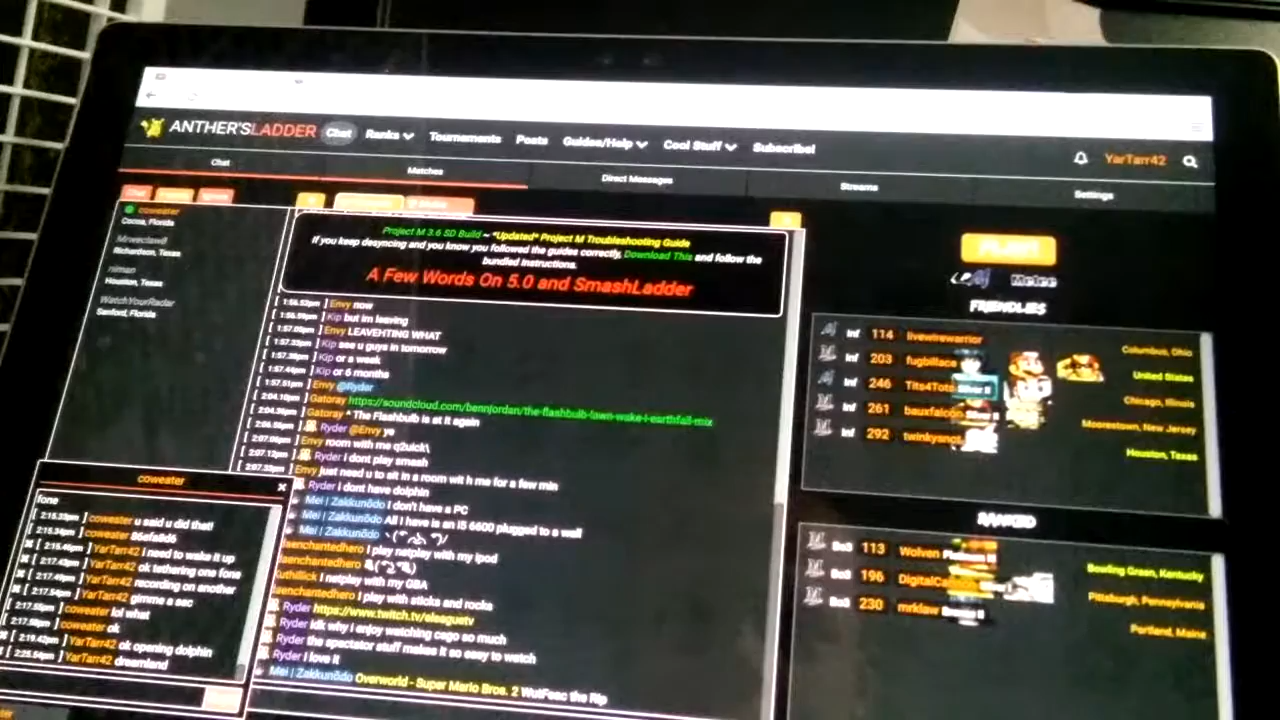 ANTHER'SLADDER Chat Ranks Tournaments Posts Guides/Help Cool Stuff Subscribe!
YarTarr42
Chat Matches Direct Messages Streams Settings
coweater
Cocoa, Florida
Mrweclawll
Richardson, Texas
nilman
Houston, Texas
WatchYourRadar
Sanford, Florida
Project M 3.6 SD Build ~ *Updated* Project M Troubleshooting Guide
If you keep desyncing and you know you followed the guides correctly, Download This and follow the
bundled instructions.
A Few Words On 5.0 and SmashLadder
[ 1:56.52pm ] Envy now
[ 1:56.59pm ] Kip but im leaving
[ 1:57.05pm ] Envy LEAVEHTING WHAT
[ 1:57.33pm ] Kip see u guys in tomorrow
[ 1:57.38pm ] Kip or a week
[ 1:57.44pm ] Kip or 6 months
[ 1:57.51pm ] Envy @Ryder
[ 2:04.10pm ] Gatoray https://soundcloud.com/bennjordan/the-flashbulb-lawn-wake-i-earthfall-mix
[ 2:04.36pm ] Gatoray * The Flashbulb is at it again
[ 2:06.56pm ] Ryder @Envy ye
[ 2:07.06pm ] Envy room with me q2uick\
[ 2:07.12pm ] Ryder i dont play smash
[ 2:07.33pm ] Envy just need u to sit in a room wit h me for a few min
Ryder I dont have dolphin
Mei | Zakkunōdo I don't have a PC
Mei | Zakkunōdo All I have is an i5 6600 plugged to a wall
Mei | Zakkunōdo
laenchantedhero I play netplay with my ipod
laenchantedhero
Kuthillick I netplay with my GBA
laenchantedhero I play with sticks and rocks
Ryder https://www.twitch.tv/eleaguetv
Ryder idk why i enjoy watching csgo so much
Ryder the spectator stuff makes it so easy to watch
Ryder I love it
Mei | Zakkunōdo Overworld - Super Mario Bros. 2 WutFace the Rip
coweater ×
fone
[ 2:15.33pm ] coweater u said u did that!
[ 2:15.34pm ] coweater 86efa8d6
[ 2:15.46pm ] YarTarr42 I need to wake it up
[ 2:17.43pm ] YarTarr42 ok tethering one fone
[ 2:17.49pm ] YarTarr42 recording on another
[ 2:17.54pm ] YarTarr42 gimme a sec
[ 2:17.55pm ] coweater lol what
[ 2:17.58pm ] coweater ok
[ 2:19.42pm ] YarTarr42 ok opening dolphin
[ 2:25.54pm ] YarTarr42 dreamland
PLAY!
Melee
FRIENDLIES
Inf 114 livewirewarrior Columbus, Ohio
Inf 203 fugbillace United States
Inf 246 Tits4Tots Chicago, Illinois
Inf 261 bauxfalcon Moorestown, New Jersey
Inf 292 twinkysnot Houston, Texas
RANKED
Bo3 113 Wolven Bowling Green, Kentucky
Bo3 196 Pittsburg, Pennsylvania
Bo3 230 mrklaw Portland, Maine